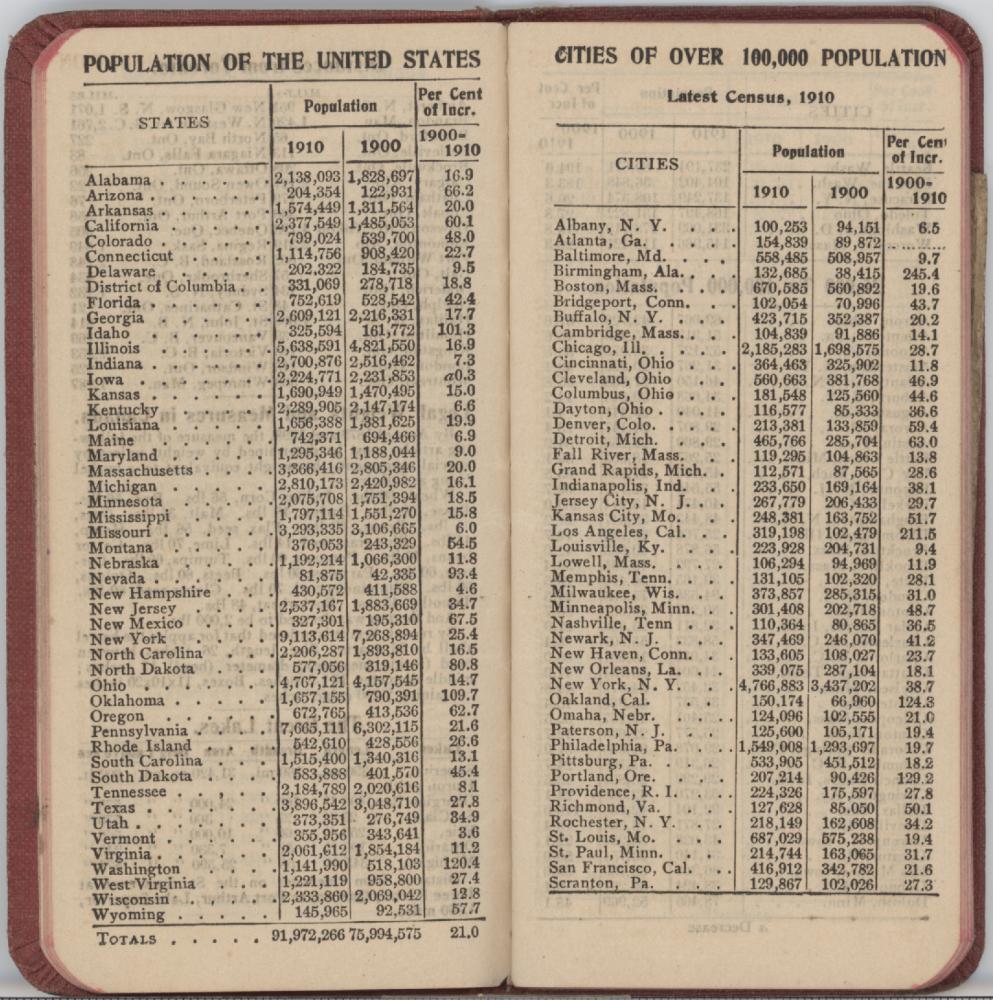 POPULATION OF THE UNITED STATES
STATES
Population
Per Cent
of Incr.
1910 1900 1900-
1910
Alabama . . . . . . . 2,138,093 1,828,697 16.9
Arizona . . . . . . . . 204,354 122,931 66.2
Arkansas . . . . . . . 1,574,449 1,311,564 20.0
California . . . . . . 2,377,549 1,485,053 60.1
Colorado . . . . . . . 799,024 539,700 48.0
Connecticut . . . . . 1,114,756 908,420 22.7
Delaware . . . . . . 202,322 184,735 9.5
District of Columbia . . 331,069 278,718 18.8
Florida . . . . . . . . 752,619 528,542 42.4
Georgia . . . . . . . 2,609,121 2,216,331 17.7
Idaho . . . . . . . . 325,594 161,772 101.3
Illinois . . . . . . . 5,638,591 4,821,550 16.9
Indiana . . . . . . . 2,700,876 2,516,462 7.3
Iowa . . . . . . . . 2,224,771 2,231,853 a0.3
Kansas . . . . . . . 1,690,949 1,470,495 15.0
Kentucky . . . . . . 2,289,905 2,147,174 6.6
Louisiana . . . . . . 1,656,388 1,381,625 19.9
Maine . . . . . . . 742,371 694,466 6.9
Maryland . . . . . . 1,295,346 1,188,044 9.0
Massachusetts . . . . 3,366,416 2,805,346 20.0
Michigan . . . . . . 2,810,173 2,420,982 16.1
Minnesota . . . . . . 2,075,708 1,751,394 18.5
Mississippi . . . . . 1,797,114 1,551,270 15.8
Missouri . . . . . . . 3,293,335 3,106,665 6.0
Montana . . . . . . 376,053 243,329 54.5
Nebraska . . . . . . 1,192,214 1,066,300 11.8
Nevada . . . . . . . 81,875 42,335 93.4
New Hampshire . . . 430,572 411,588 4.6
New Jersey . . . . . 2,537,167 1,883,669 34.7
New Mexico . . . . . 327,301 195,310 67.5
New York . . . . . . 9,113,614 7,268,894 25.4
North Carolina . . . . 2,206,287 1,893,810 16.5
North Dakota . . . . 577,056 319,146 80.8
Ohio . . . . . . . . 4,767,121 4,157,545 14.7
Oklahoma . . . . . . 1,657,155 790,391 109.7
Oregon . . . . . . . 672,765 413,536 62.7
Pennsylvania . . . . . 7,665,111 6,302,115 21.6
Rhode Island . . . . 542,610 428,556 26.6
South Carolina . . . . 1,515,400 1,340,316 13.1
South Dakota . . . . 583,888 401,570 45.4
Tennessee . . . . . 2,184,789 2,020,616 8.1
Texas . . . . . . . . 3,896,542 3,048,710 27.8
Utah . . . . . . . . 373,351 276,749 34.9
Vermont . . . . . . 355,956 343,641 3.6
Virginia . . . . . . . 2,061,612 1,854,184 11.2
Washington . . . . . 1,141,990 518,103 120.4
West Virginia . . . . 1,221,119 958,800 27.4
Wisconsin . . . . . . 2,333,860 2,069,042 12.8
Wyoming . . . . . . 145,965 92,531 57.7
TOTALS . . . . . 91,972,266 75,994,575 21.0
CITIES OF OVER 100,000 POPULATION
Latest Census, 1910
CITIES
Population
Per Cent
of Incr.
1910 1900 1900-
1910
Albany, N. Y. . . . 100,253 94,151 6.5
Atlanta, Ga. . . . . 154,839 89,872 ..........
Baltimore, Md. . . . 558,485 508,957 9.7
Birmingham, Ala. . . 132,685 38,415 245.4
Boston, Mass. . . . 670,585 560,892 19.6
Bridgeport, Conn. . . 102,054 70,996 43.7
Buffalo, N. Y. . . . 423,715 352,387 20.2
Cambridge, Mass. . . 104,839 91,886 14.1
Chicago, Ill. . . . . 2,185,283 1,698,575 28.7
Cincinnati, Ohio . . . 364,463 325,902 11.8
Cleveland, Ohio . . 560,663 381,768 46.9
Columbus, Ohio . . 181,548 125,560 44.6
Dayton, Ohio . . . . 116,577 85,333 36.6
Denver, Colo. . . . 213,381 133,859 59.4
Detroit, Mich. . . . 465,766 285,704 63.0
Fall River, Mass. . . 119,295 104,863 13.8
Grand Rapids, Mich. . 112,571 87,565 28.6
Indianapolis, Ind. . . 233,650 169,164 38.1
Jersey City, N. J. . . 267,779 206,433 29.7
Kansas City, Mo. . . 248,381 163,752 51.7
Los Angeles, Cal. . . 319,198 102,479 211.5
Louisville, Ky. . . . 223,928 204,731 9.4
Lowell, Mass. . . . 106,294 94,969 11.9
Memphis, Tenn. . . . 131,105 102,320 28.1
Milwaukee, Wis. . . . 373,857 285,315 31.0
Minneapolis, Minn. . . 301,408 202,718 48.7
Nashville, Tenn . . . 110,364 80,865 36.5
Newark, N. J. . . . 347,469 246,070 41.2
New Haven, Conn. . . 133,605 108,027 23.7
New Orleans, La. . . 339,075 287,104 18.1
New York, N. Y. . . 4,766,883 3,437,202 38,7
Oakland, Cal. . . . 150.174 66,960 124.3
Omaha, Nebr. . . . 124,096 102,555 21.0
Paterson, N. J. . . . 125,600 105,171 19.4
Philadelphia, Pa. . . . 1,549,008 1,293,697 19.7
Pittsburg, Pa. . . . 533,905 451,512 18.2
Portland, Ore. . . . 207,214 90,426 129.2
Providence, R. I. . . . 224,326 175,597 27.8
Richmond, Va. . . . 127,628 85,050 50.1
Rochester, N. Y. . . . 218,149 162,608 34.2
St. Louis, Mo. . . . 687,029 575,238 19.4
St. Paul, Minn. . . . 214,744 163,065 31.7
San Francisco, Cal. . . 416,912 342,782 21.6
Scranton, Pa. . . . . 129,867 102,026 27.3